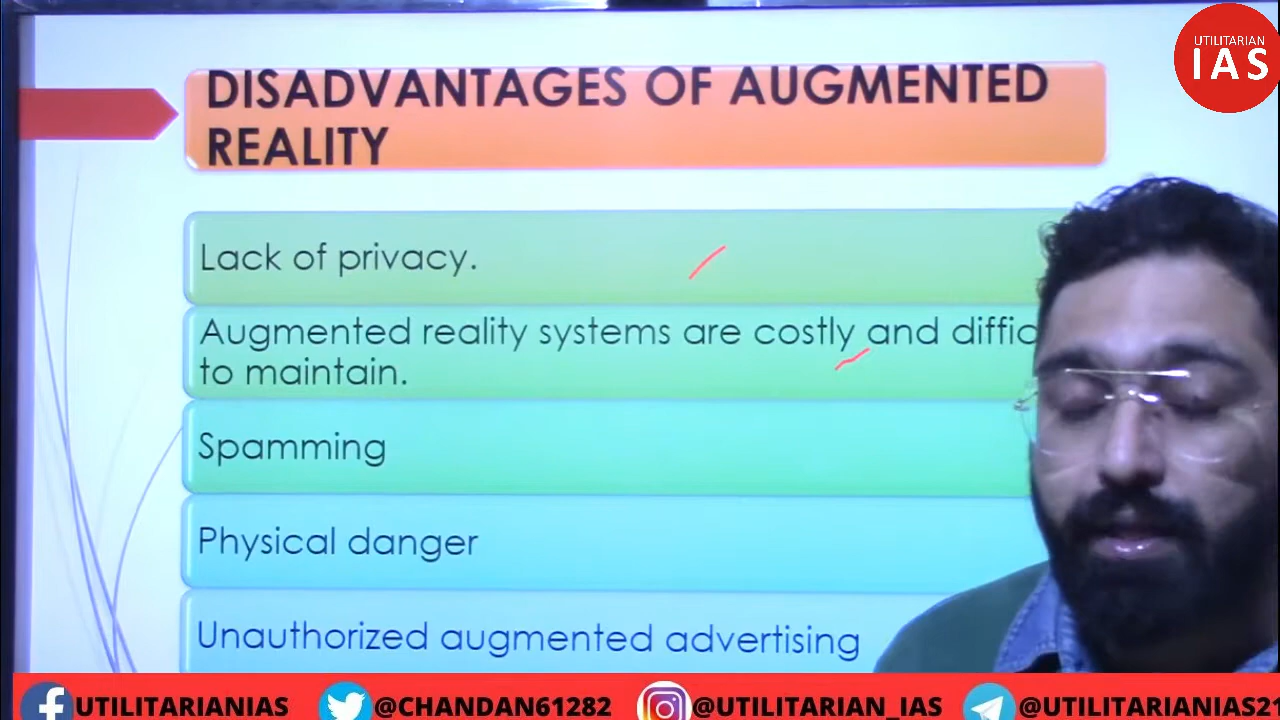 UTILITARIAN
IAS
DISADVANTAGES OF AUGMENTED
REALITY
Lack of privacy.
Augmented reality systems are costly and diffic
to maintain.
Spamming
Physical danger
Unauthorized augmented advertising
UTILITARIANIAS
@CHANDAN61282
@UTILITARIAN_IAS
@UTILITARIANIAS21